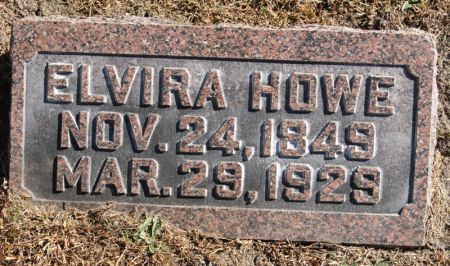 ELVIRA HOWE
NOV. 24, 1849
MAR. 29, 1929